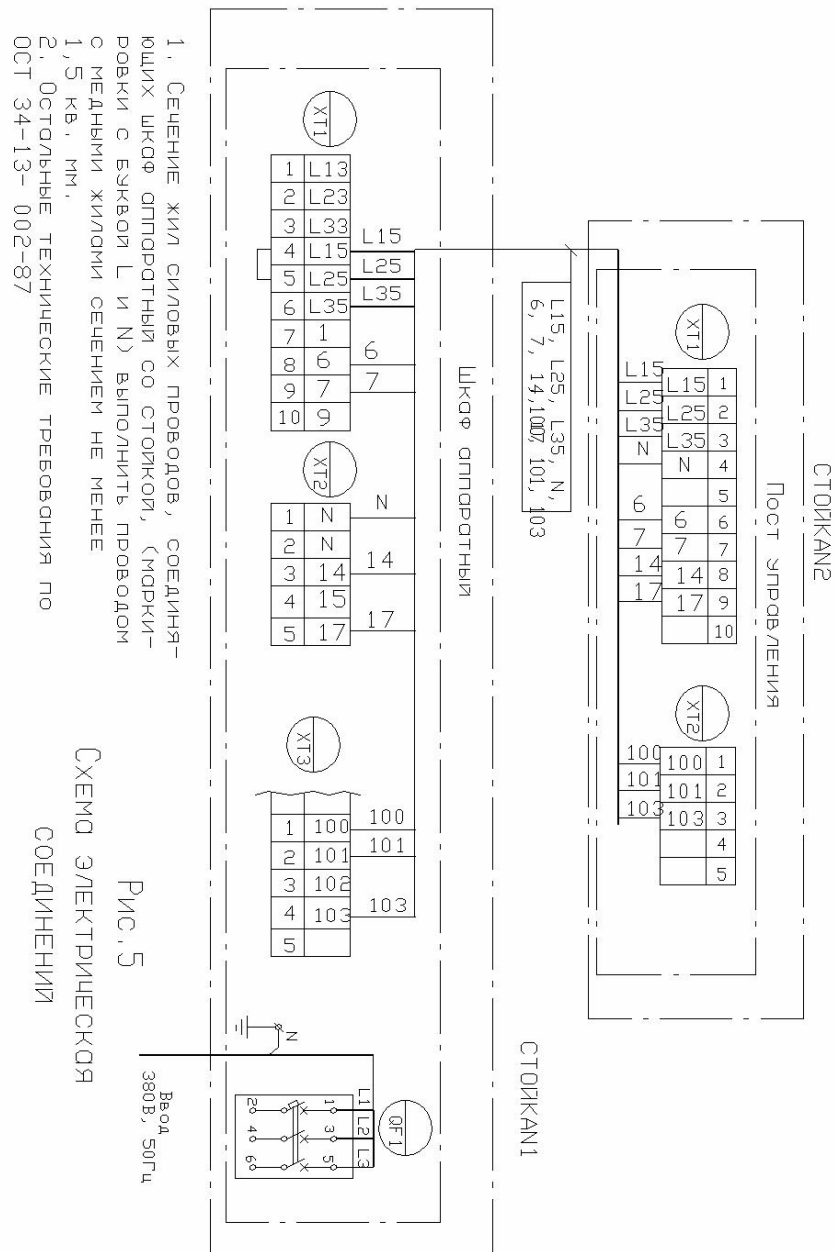 СТОЙКАN2
Пост управления
XT1
L15 L15 1
L25 L25 2
L35 L35 3
N N 4
5
6 6 6
7 7 7
14 14 8
17 17 9
10
XT2
100 100 1
101 101 2
103 103 3
4
5
L15, L25, L35, N,
6, 7, 14, 101, 103
СТОЙКАN1
Шкаф аппаратный
XT1
1 L13
2 L23
3 L33
4 L15 L15
5 L25 L25
6 L35 L35
7 1
8 6 6
9 7 7
10 9
XT2
1 N N
2 N
3 14 14
4 15
5 17 17
XT3
1 100 100
2 101 101
3 102
4 103 103
5
QF1
L1 L2 L3
1 3 5
2 4 6
N
Ввод
380В, 50Гц
1. Сечение жил силовых проводов, соединя-
ющих шкаф аппаратный со стойкой, (марки-
ровки с буквой L и N) выполнить проводом
с медными жилами сечением не менее
1,5 кв. мм.
2. Остальные технические требования по
ОСТ 34-13- 002-87
Рис.5
Схема электрическая
соединений